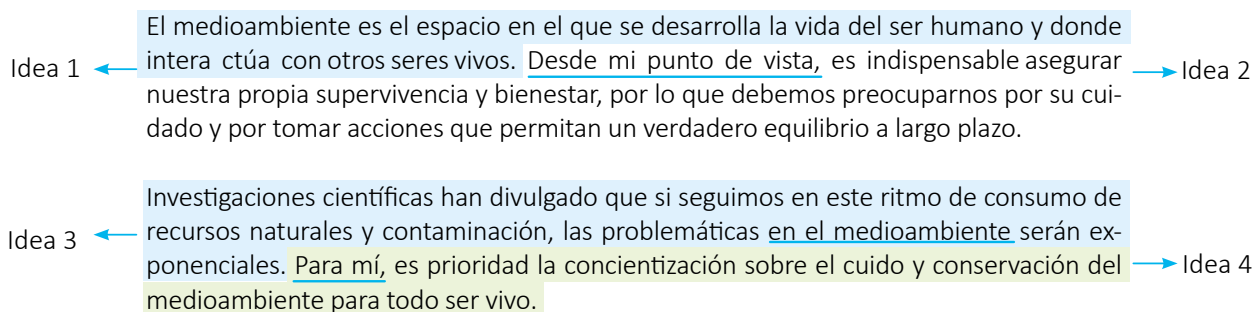 El medioambiente es el espacio en el que se desarrolla la vida del ser humano y donde
Idea 1
intera ctúa con otros seres vivos. Desde mi punto de vista, es indispensable asegurar
Idea 2
nuestra propia supervivencia y bienestar, por lo que debemos preocuparnos por su cui-
dado y por tomar acciones que permitan un verdadero equilibrio a largo plazo.
Investigaciones científicas han divulgado que si seguimos en este ritmo de consumo de
Idea 3
recursos naturales y contaminación, las problemáticas en el medioambiente serán ex-
ponenciales. Para mí, es prioridad la concientización sobre el cuido y conservación del
Idea 4
medioambiente para todo ser vivo.